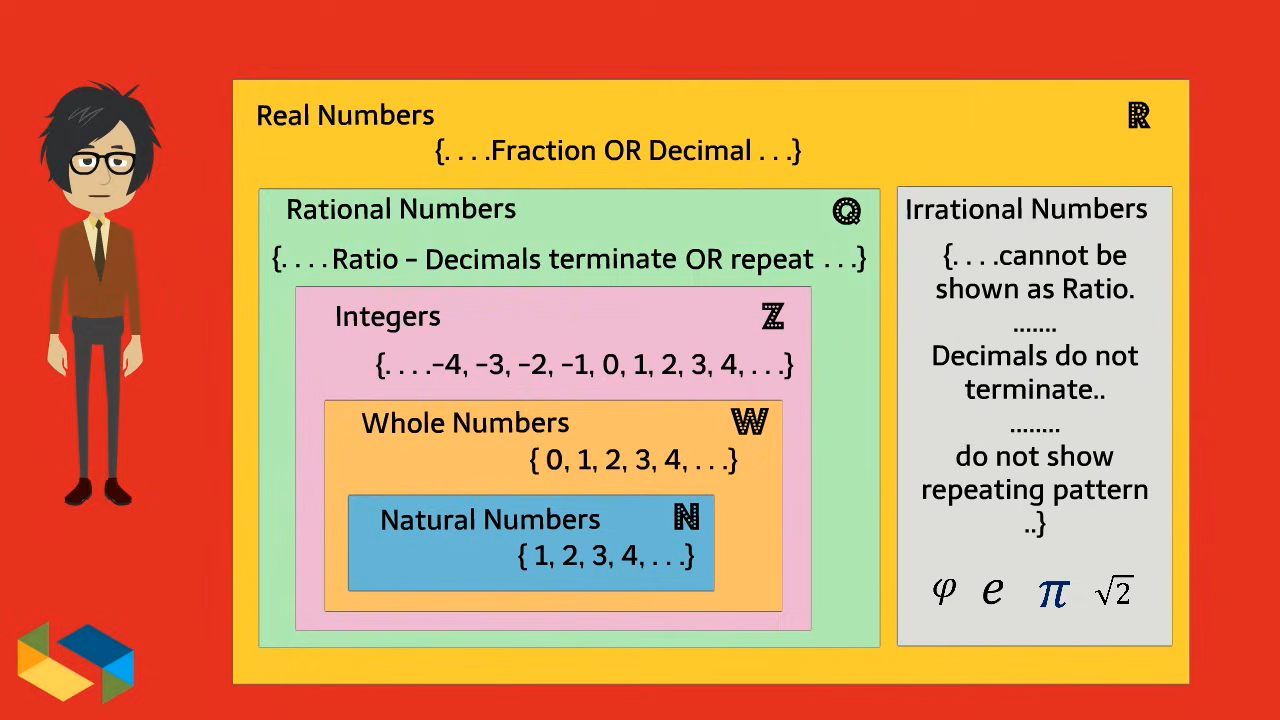 Real Numbers R
{. . . .Fraction OR Decimal . . .}
Rational Numbers Q
{. . . . Ratio – Decimals terminate OR repeat . . .}
Integers Z
{. . . .–4, –3, –2, –1, 0, 1, 2, 3, 4, . . .}
Whole Numbers W
{ 0, 1, 2, 3, 4, . . .}
Natural Numbers N
{ 1, 2, 3, 4, . . .}
Irrational Numbers
{. . . .cannot be
shown as Ratio.
.......
Decimals do not
terminate..
........
do not show
repeating pattern
..}
φ e π √2